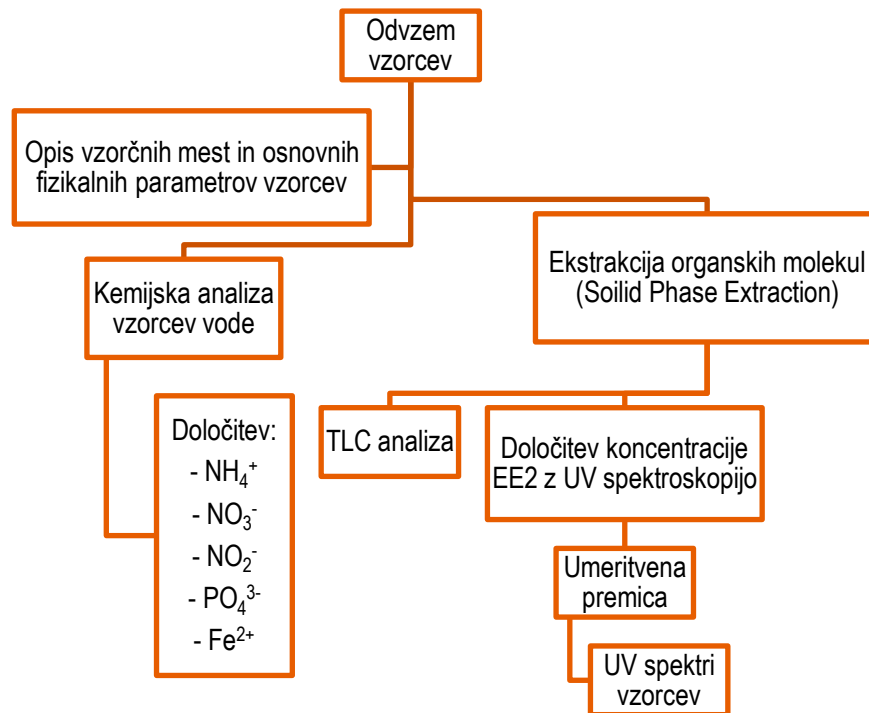 Odvzem
vzorcev
Opis vzorčnih mest in osnovnih
fizikalnih parametrov vzorcev
Kemijska analiza
vzorcev vode
Določitev:
- NH₄⁺
- NO₃⁻
- NO₂⁻
- PO₄³⁻
- Fe²⁺
Ekstrakcija organskih molekul
(Soilid Phase Extraction)
TLC analiza
Določitev koncentracije
EE2 z UV spektroskopijo
Umeritvena
premica
UV spektri
vzorcev